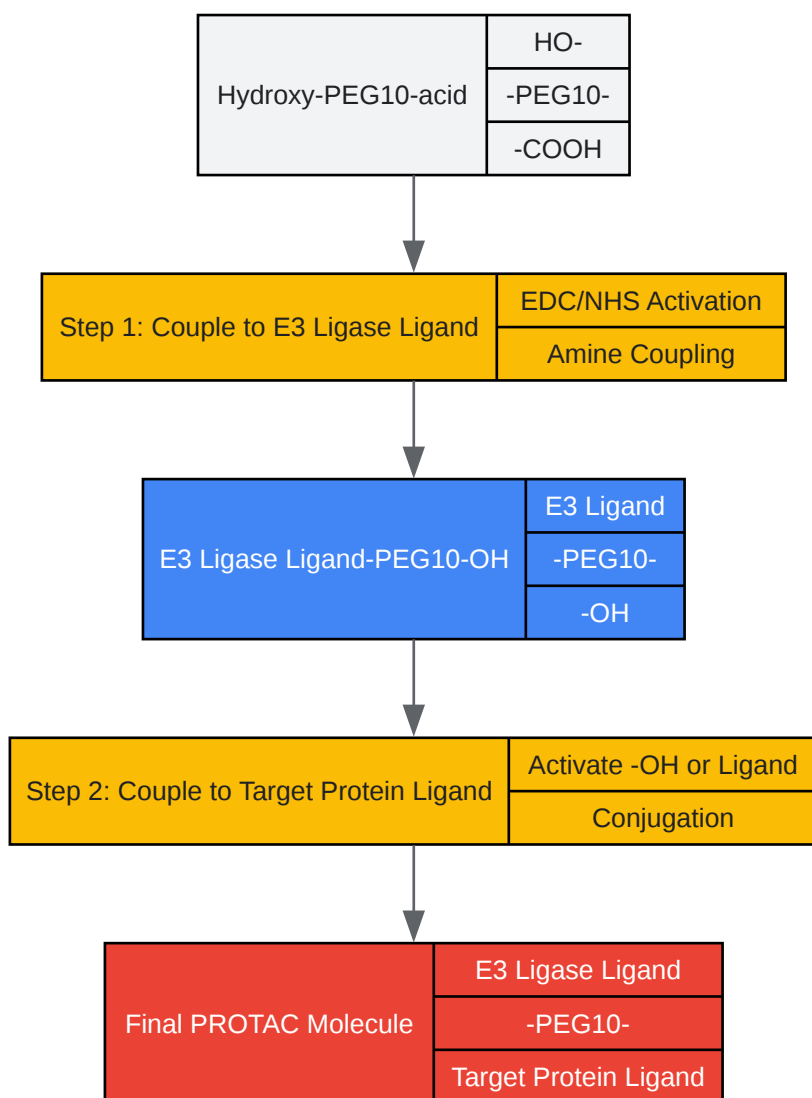 Hydroxy-PEG10-acid
HO-
-PEG10-
-COOH
Step 1: Couple to E3 Ligase Ligand
EDC/NHS Activation
Amine Coupling
E3 Ligase Ligand-PEG10-OH
E3 Ligand
-PEG10-
-OH
Step 2: Couple to Target Protein Ligand
Activate -OH or Ligand
Conjugation
Final PROTAC Molecule
E3 Ligase Ligand
-PEG10-
Target Protein Ligand